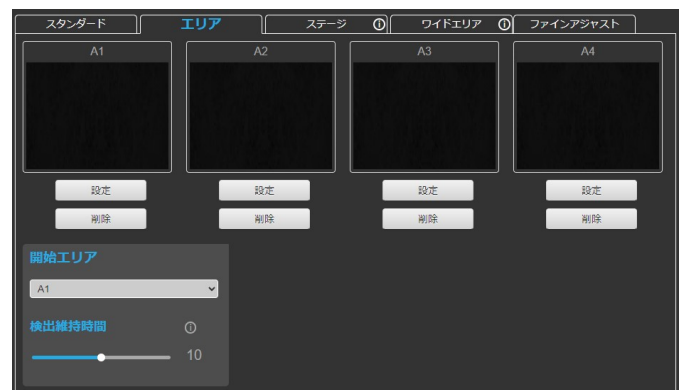 スタンダード エリア ステージ ワイドエリア ファインアジャスト
A1 A2 A3 A4
設定 設定 設定 設定
削除 削除 削除 削除
開始エリア
A1
検出維持時間
10